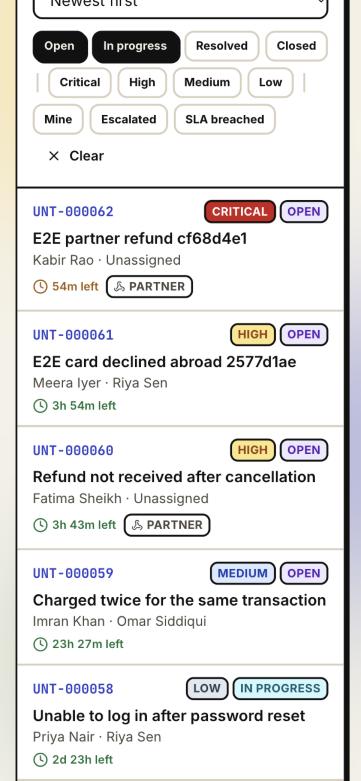 Newest first
Open In progress Resolved Closed
Critical High Medium Low
Mine Escalated SLA breached
Clear
UNT-000062 CRITICAL OPEN
E2E partner refund cf68d4e1
Kabir Rao · Unassigned
54m left PARTNER
UNT-000061 HIGH OPEN
E2E card declined abroad 2577d1ae
Meera Iyer · Riya Sen
3h 54m left
UNT-000060 HIGH OPEN
Refund not received after cancellation
Fatima Sheikh · Unassigned
3h 43m left PARTNER
UNT-000059 MEDIUM OPEN
Charged twice for the same transaction
Imran Khan · Omar Siddiqui
23h 27m left
UNT-000058 LOW IN PROGRESS
Unable to log in after password reset
Priya Nair · Riya Sen
2d 23h left